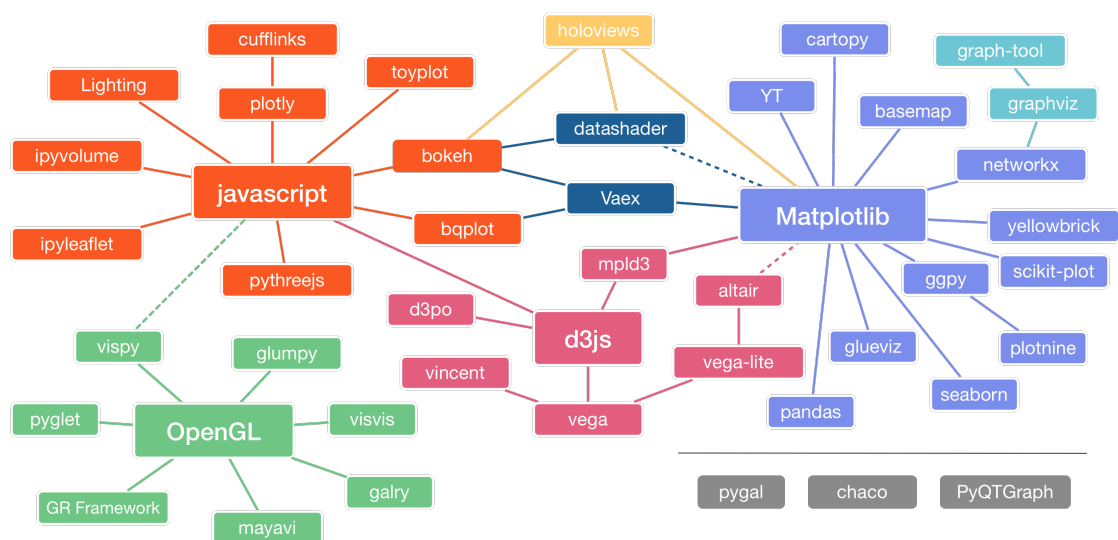 cufflinks
holoviews
cartopy
graph-tool
Lighting
toyplot
plotly
YT
basemap
graphviz
datashader
ipyvolume
bokeh
networkx
javascript
Vaex
Matplotlib
yellowbrick
ipyleaflet
bqplot
mpld3
scikit-plot
pythreejs
altair
ggpy
d3po
d3js
vispy
glumpy
vincent
vega-lite
glueviz
plotnine
seaborn
pyglet
OpenGL
visvis
vega
pandas
GR Framework
galry
mayavi
pygal
chaco
PyQTGraph